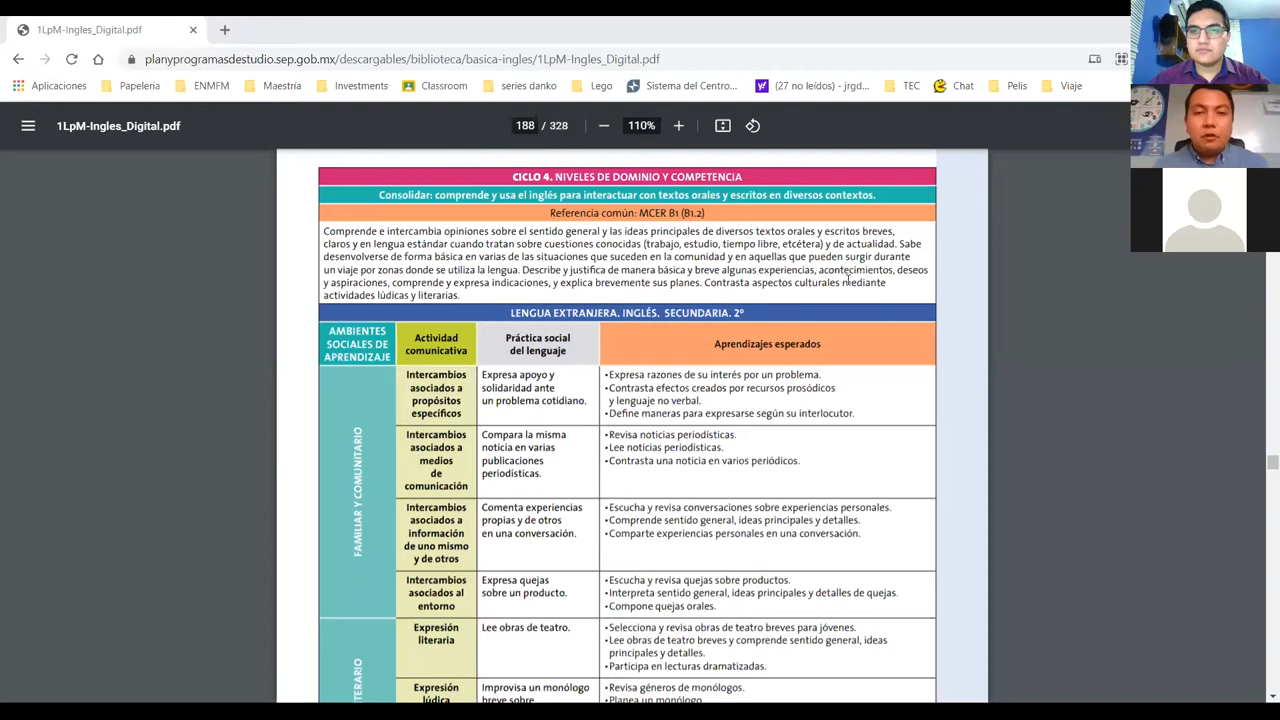 1LpM-Ingles_Digital.pdf
planyprogramasdestudio.sep.gob.mx/descargables/biblioteca/basica-ingles/1LpM-Ingles_Digital.pdf
Aplicaciones Papeleria ENMFM Maestría Investments Classroom series danko Lego Sistema del Centro... (27 no leídos) – jrgd... TEC Chat Pelis Viaje
1LpM-Ingles_Digital.pdf 188 / 328 110%
CICLO 4. NIVELES DE DOMINIO Y COMPETENCIA
Consolidar: comprende y usa el inglés para interactuar con textos orales y escritos en diversos contextos.
Referencia común: MCER B1 (B1.2)
Comprende e intercambia opiniones sobre el sentido general y las ideas principales de diversos textos orales y escritos breves,
claros y en lengua estándar cuando tratan sobre cuestiones conocidas (trabajo, estudio, tiempo libre, etcétera) y de actualidad. Sabe
desenvolverse de forma básica en varias de las situaciones que suceden en la comunidad y en aquellas que pueden surgir durante
un viaje por zonas donde se utiliza la lengua. Describe y justifica de manera básica y breve algunas experiencias, acontecimientos, deseos
y aspiraciones, comprende y expresa indicaciones, y explica brevemente sus planes. Contrasta aspectos culturales mediante
actividades lúdicas y literarias.
LENGUA EXTRANJERA. INGLÉS. SECUNDARIA. 2º
AMBIENTES
SOCIALES DE
APRENDIZAJE
Actividad
comunicativa
Práctica social
del lenguaje
Aprendizajes esperados
FAMILIAR Y COMUNITARIO
Intercambios
asociados a
propósitos
específicos
Expresa apoyo y
solidaridad ante
un problema cotidiano.
•Expresa razones de su interés por un problema.
•Contrasta efectos creados por recursos prosódicos
y lenguaje no verbal.
•Define maneras para expresarse según su interlocutor.
Intercambios
asociados a
medios
de
comunicación
Compara la misma
noticia en varias
publicaciones
periodísticas.
•Revisa noticias periodísticas.
•Lee noticias periodísticas.
•Contrasta una noticia en varios periódicos.
Intercambios
asociados a
información
de uno mismo
y de otros
Comenta experiencias
propias y de otros
en una conversación.
•Escucha y revisa conversaciones sobre experiencias personales.
•Comprende sentido general, ideas principales y detalles.
•Comparte experiencias personales en una conversación.
Intercambios
asociados al
entorno
Expresa quejas
sobre un producto.
•Escucha y revisa quejas sobre productos.
•Interpreta sentido general, ideas principales y detalles de quejas.
•Compone quejas orales.
TERARIO
Expresión
literaria
Lee obras de teatro.
•Selecciona y revisa obras de teatro breves para jóvenes.
•Lee obras de teatro breves y comprende sentido general, ideas
principales y detalles.
•Participa en lecturas dramatizadas.
Expresión
lúdica
Improvisa un monólogo
breve sobre
•Revisa géneros de monólogos.
•Planea un monólogo.